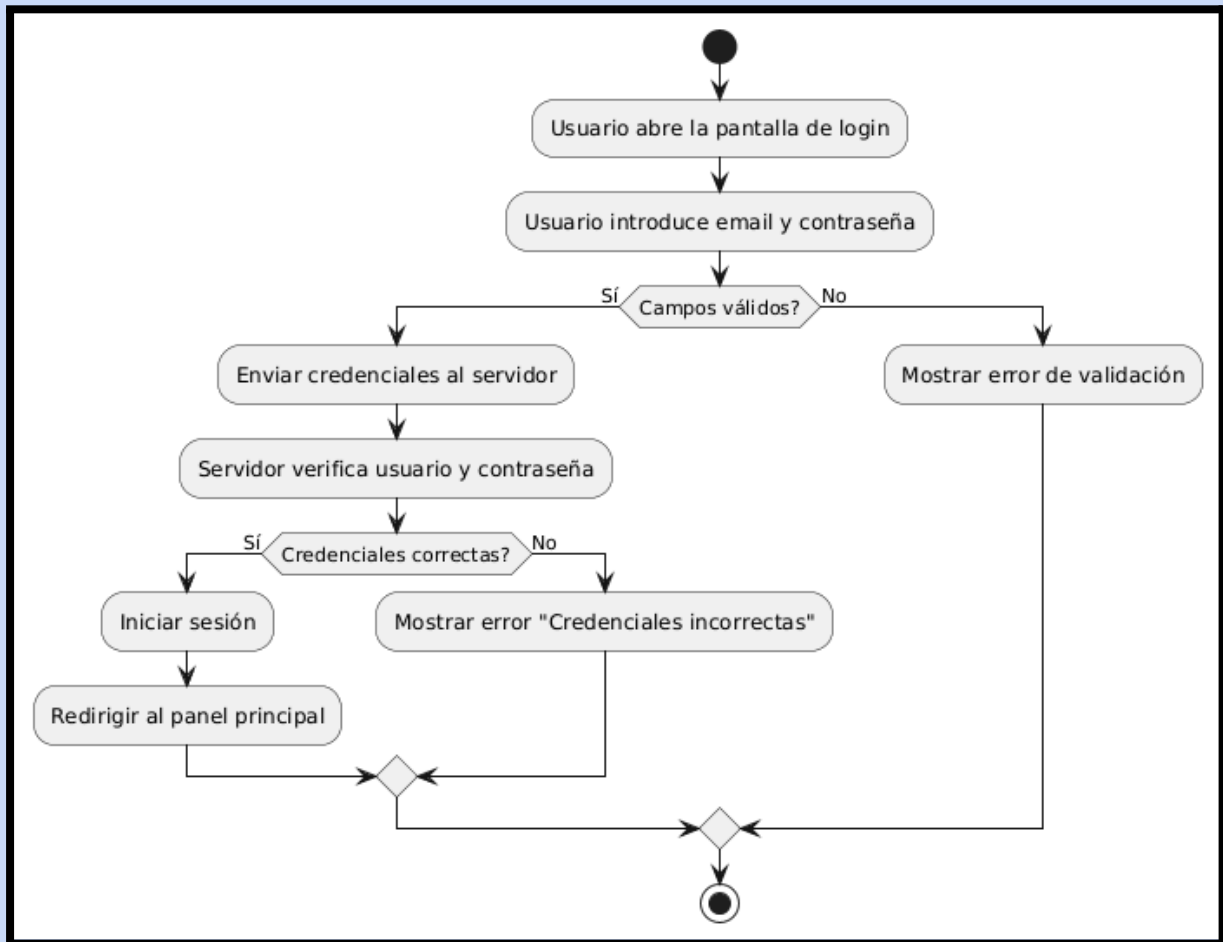 Usuario abre la pantalla de login
Usuario introduce email y contraseña
Sí
Campos válidos?
No
Enviar credenciales al servidor
Mostrar error de validación
Servidor verifica usuario y contraseña
Sí
Credenciales correctas?
No
Iniciar sesión
Mostrar error "Credenciales incorrectas"
Redirigir al panel principal